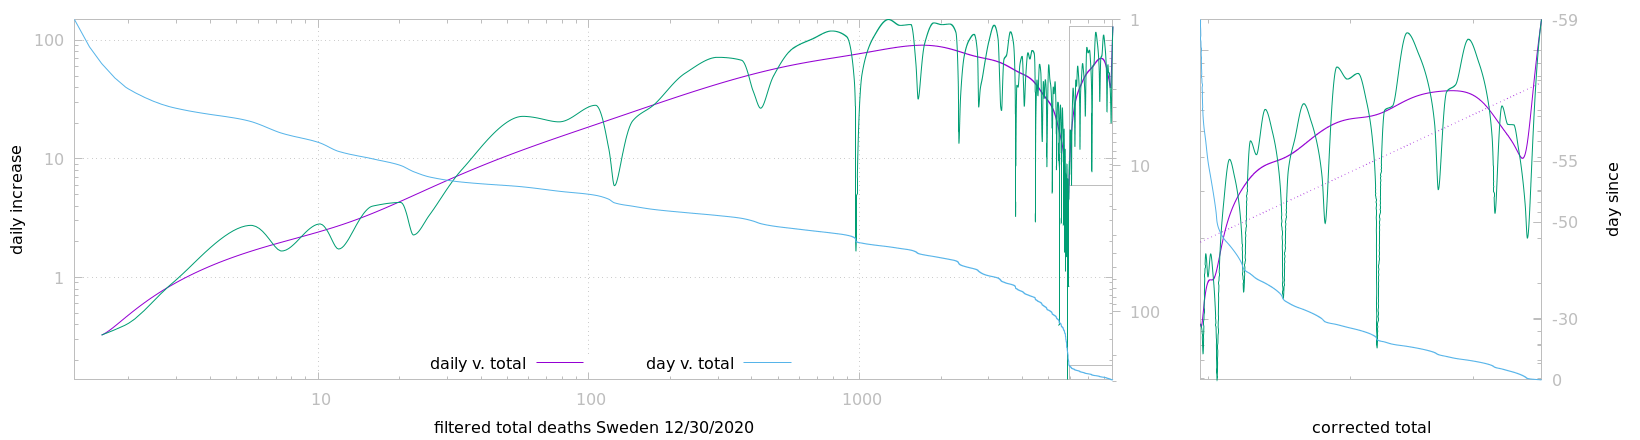 100
10
1
daily increase
10
100
1000
1
10
100
daily v. total
day v. total
filtered total deaths Sweden 12/30/2020
-59
-55
-50
-30
0
day since
corrected total